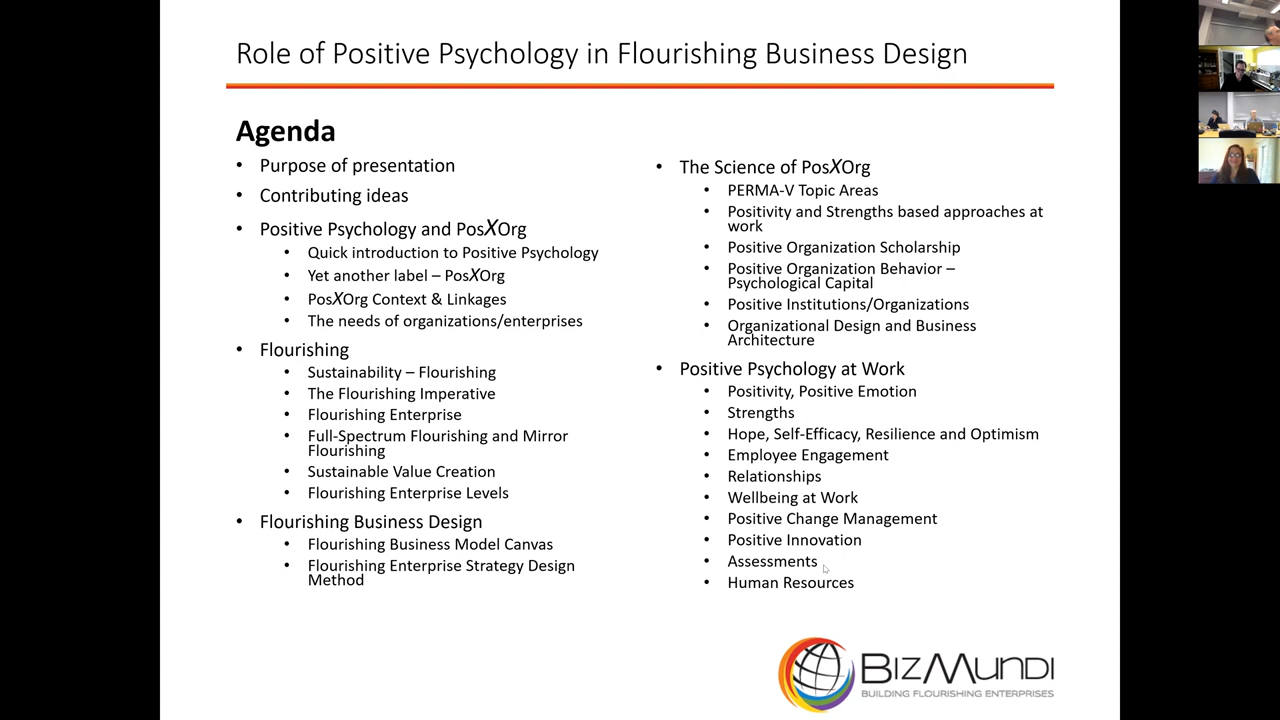 Role of Positive Psychology in Flourishing Business Design
Agenda
• Purpose of presentation
• Contributing ideas
• Positive Psychology and PosXOrg
• Quick introduction to Positive Psychology
• Yet another label – PosXOrg
• PosXOrg Context & Linkages
• The needs of organizations/enterprises
• Flourishing
• Sustainability – Flourishing
• The Flourishing Imperative
• Flourishing Enterprise
• Full-Spectrum Flourishing and Mirror
Flourishing
• Sustainable Value Creation
• Flourishing Enterprise Levels
• Flourishing Business Design
• Flourishing Business Model Canvas
• Flourishing Enterprise Strategy Design
Method
• The Science of PosXOrg
• PERMA-V Topic Areas
• Positivity and Strengths based approaches at
work
• Positive Organization Scholarship
• Positive Organization Behavior –
Psychological Capital
• Positive Institutions/Organizations
• Organizational Design and Business
Architecture
• Positive Psychology at Work
• Positivity, Positive Emotion
• Strengths
• Hope, Self-Efficacy, Resilience and Optimism
• Employee Engagement
• Relationships
• Wellbeing at Work
• Positive Change Management
• Positive Innovation
• Assessments
• Human Resources
BIZMUNDI
BUILDING FLOURISHING ENTERPRISES